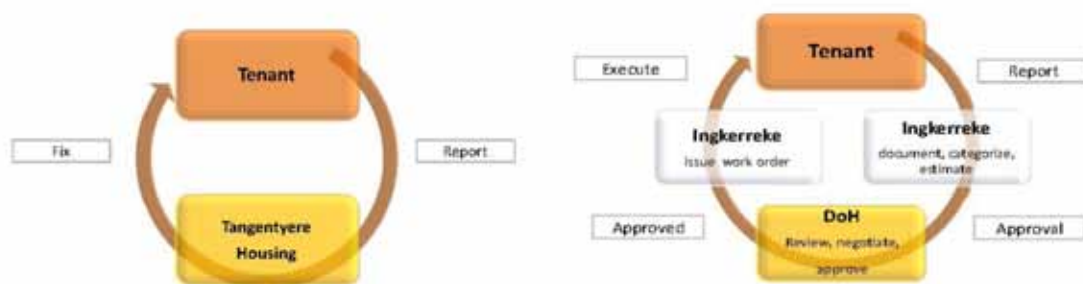 Tenant
Fix
Report
Tangentyere
Housing
Tenant
Execute
Report
Ingkerreke
Issue work order
Ingkerreke
document, categorize,
estimate
Approved
DoH
Review, negotiate,
approve
Approval